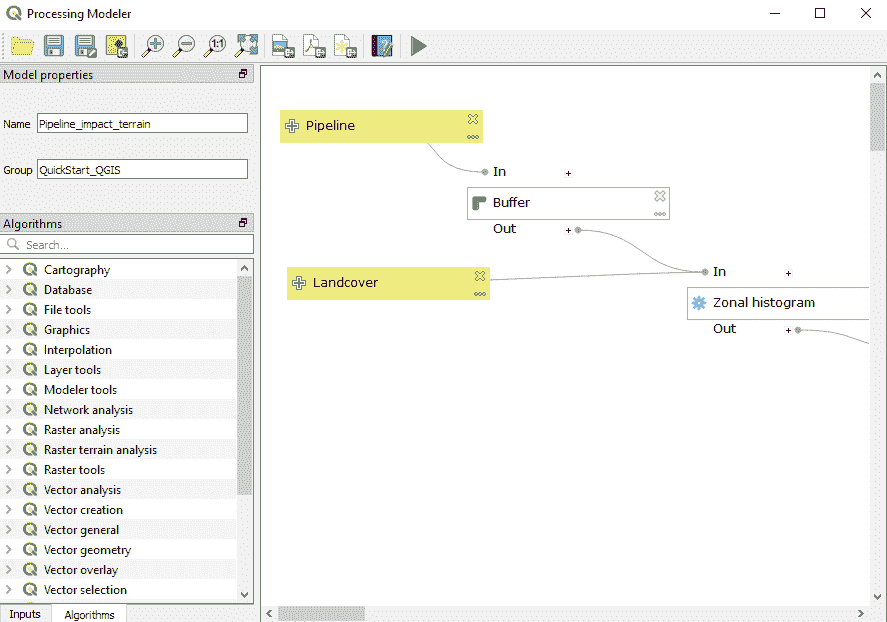 Processing Modeler
1:1
Model properties
Name Pipeline_impact_terrain
Group QuickStart_QGIS
Algorithms
Search...
Cartography
Database
File tools
Graphics
Interpolation
Layer tools
Modeler tools
Network analysis
Raster analysis
Raster terrain analysis
Raster tools
Vector analysis
Vector creation
Vector general
Vector geometry
Vector overlay
Vector selection
Inputs Algorithms
Pipeline
In +
Buffer
Out +
Landcover
In +
Zonal histogram
Out +